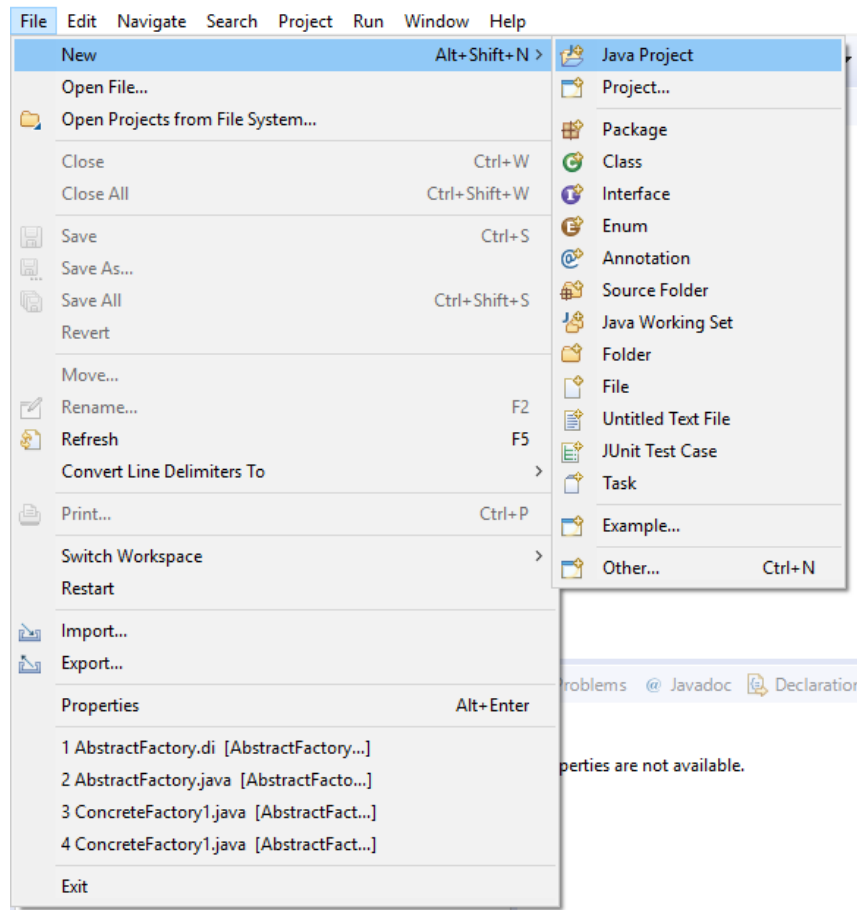 File Edit Navigate Search Project Run Window Help
New Alt+Shift+N >
Open File...
Open Projects from File System...
Close Ctrl+W
Close All Ctrl+Shift+W
Save Ctrl+S
Save As...
Save All Ctrl+Shift+S
Revert
Move...
Rename... F2
Refresh F5
Convert Line Delimiters To >
Print... Ctrl+P
Switch Workspace >
Restart
Import...
Export...
Properties Alt+Enter
1 AbstractFactory.di [AbstractFactory...]
2 AbstractFactory.java [AbstractFacto...]
3 ConcreteFactory1.java [AbstractFact...]
4 ConcreteFactory1.java [AbstractFact...]
Exit
Java Project
Project...
Package
Class
Interface
Enum
Annotation
Source Folder
Java Working Set
Folder
File
Untitled Text File
JUnit Test Case
Task
Example...
Other... Ctrl+N
roblems @ Javadoc Declaration
perties are not available.